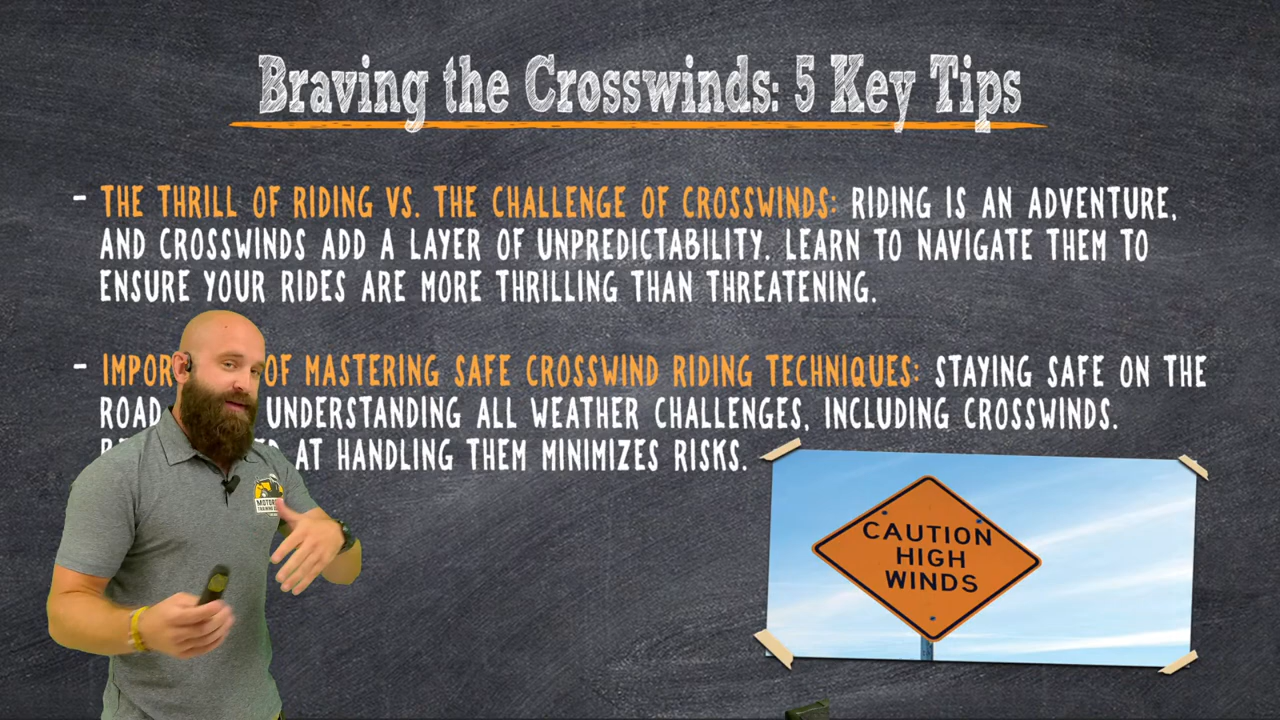 Braving the Crosswinds: 5 Key Tips
- THE THRILL OF RIDING VS. THE CHALLENGE OF CROSSWINDS: RIDING IS AN ADVENTURE,
AND CROSSWINDS ADD A LAYER OF UNPREDICTABILITY. LEARN TO NAVIGATE THEM TO
ENSURE YOUR RIDES ARE MORE THRILLING THAN THREATENING.
- OF MASTERING SAFE CROSSWIND RIDING TECHNIQUES: STAYING SAFE ON THE
ROAD UNDERSTANDING ALL WEATHER CHALLENGES, INCLUDING CROSSWINDS.
AT HANDLING THEM MINIMIZES RISKS.
CAUTION
HIGH
WINDS